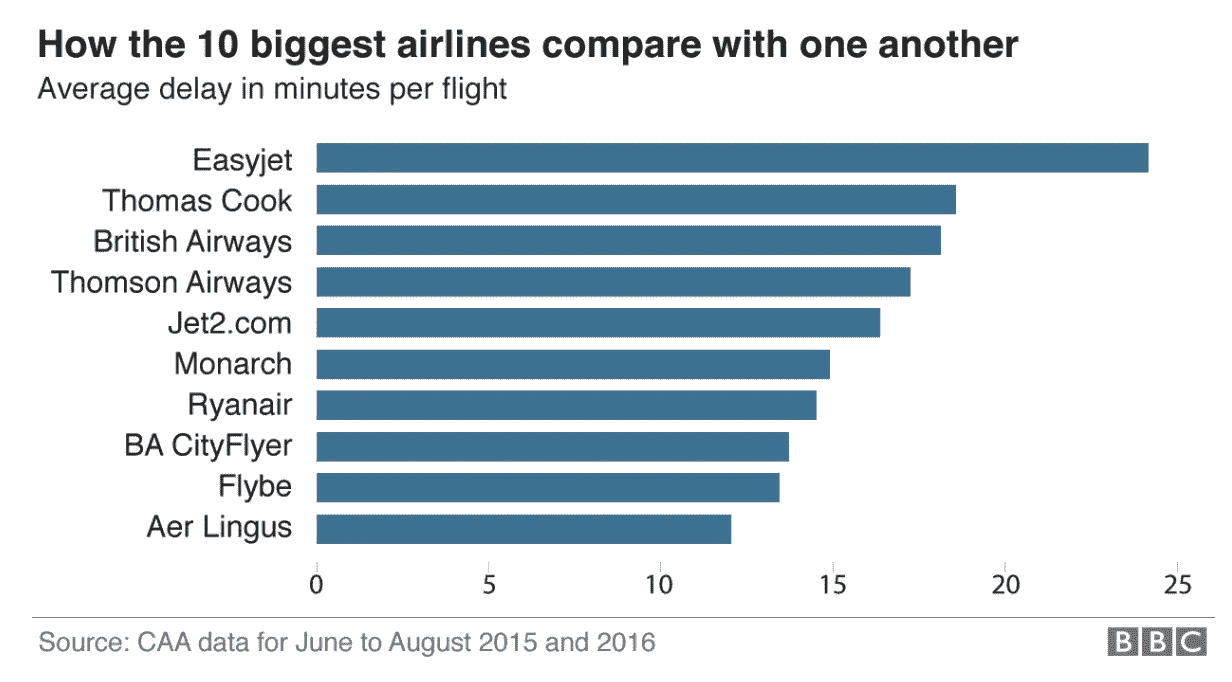 How the 10 biggest airlines compare with one another
Average delay in minutes per flight
Easyjet
Thomas Cook
British Airways
Thomson Airways
Jet2.com
Monarch
Ryanair
BA CityFlyer
Flybe
Aer Lingus
0 5 10 15 20 25
Source: CAA data for June to August 2015 and 2016 BBC